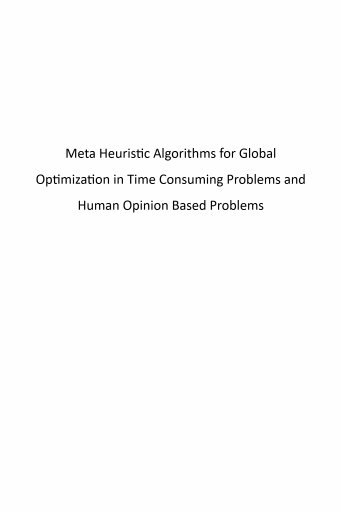 Meta Heuristic Algorithms for Global
Optimization in Time Consuming Problems and
Human Opinion Based Problems